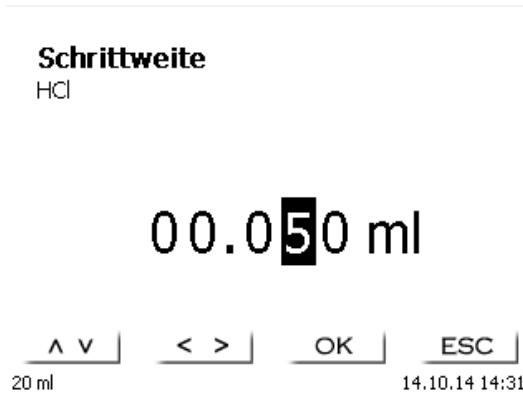 Schrittweite
HCl
00.050 ml
∧ ∨ < > OK ESC
20 ml 14.10.14 14:31